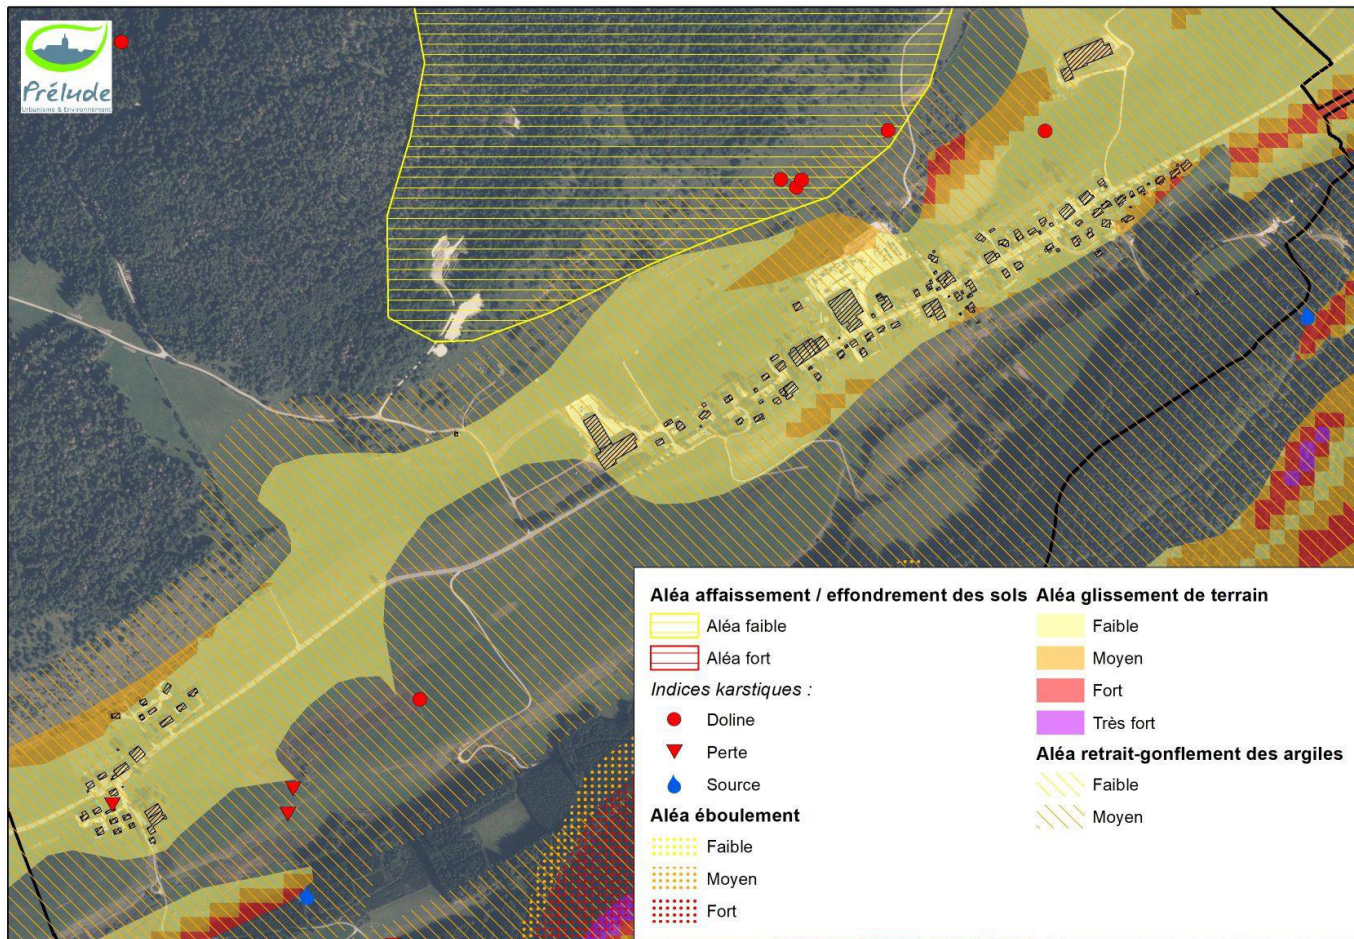 Prélude
Urbanisme & Environnement
Aléa affaissement / effondrement des sols
Aléa faible
Aléa fort
Indices karstiques :
Doline
Perte
Source
Aléa éboulement
Faible
Moyen
Fort
Aléa glissement de terrain
Faible
Moyen
Fort
Très fort
Aléa retrait-gonflement des argiles
Faible
Moyen